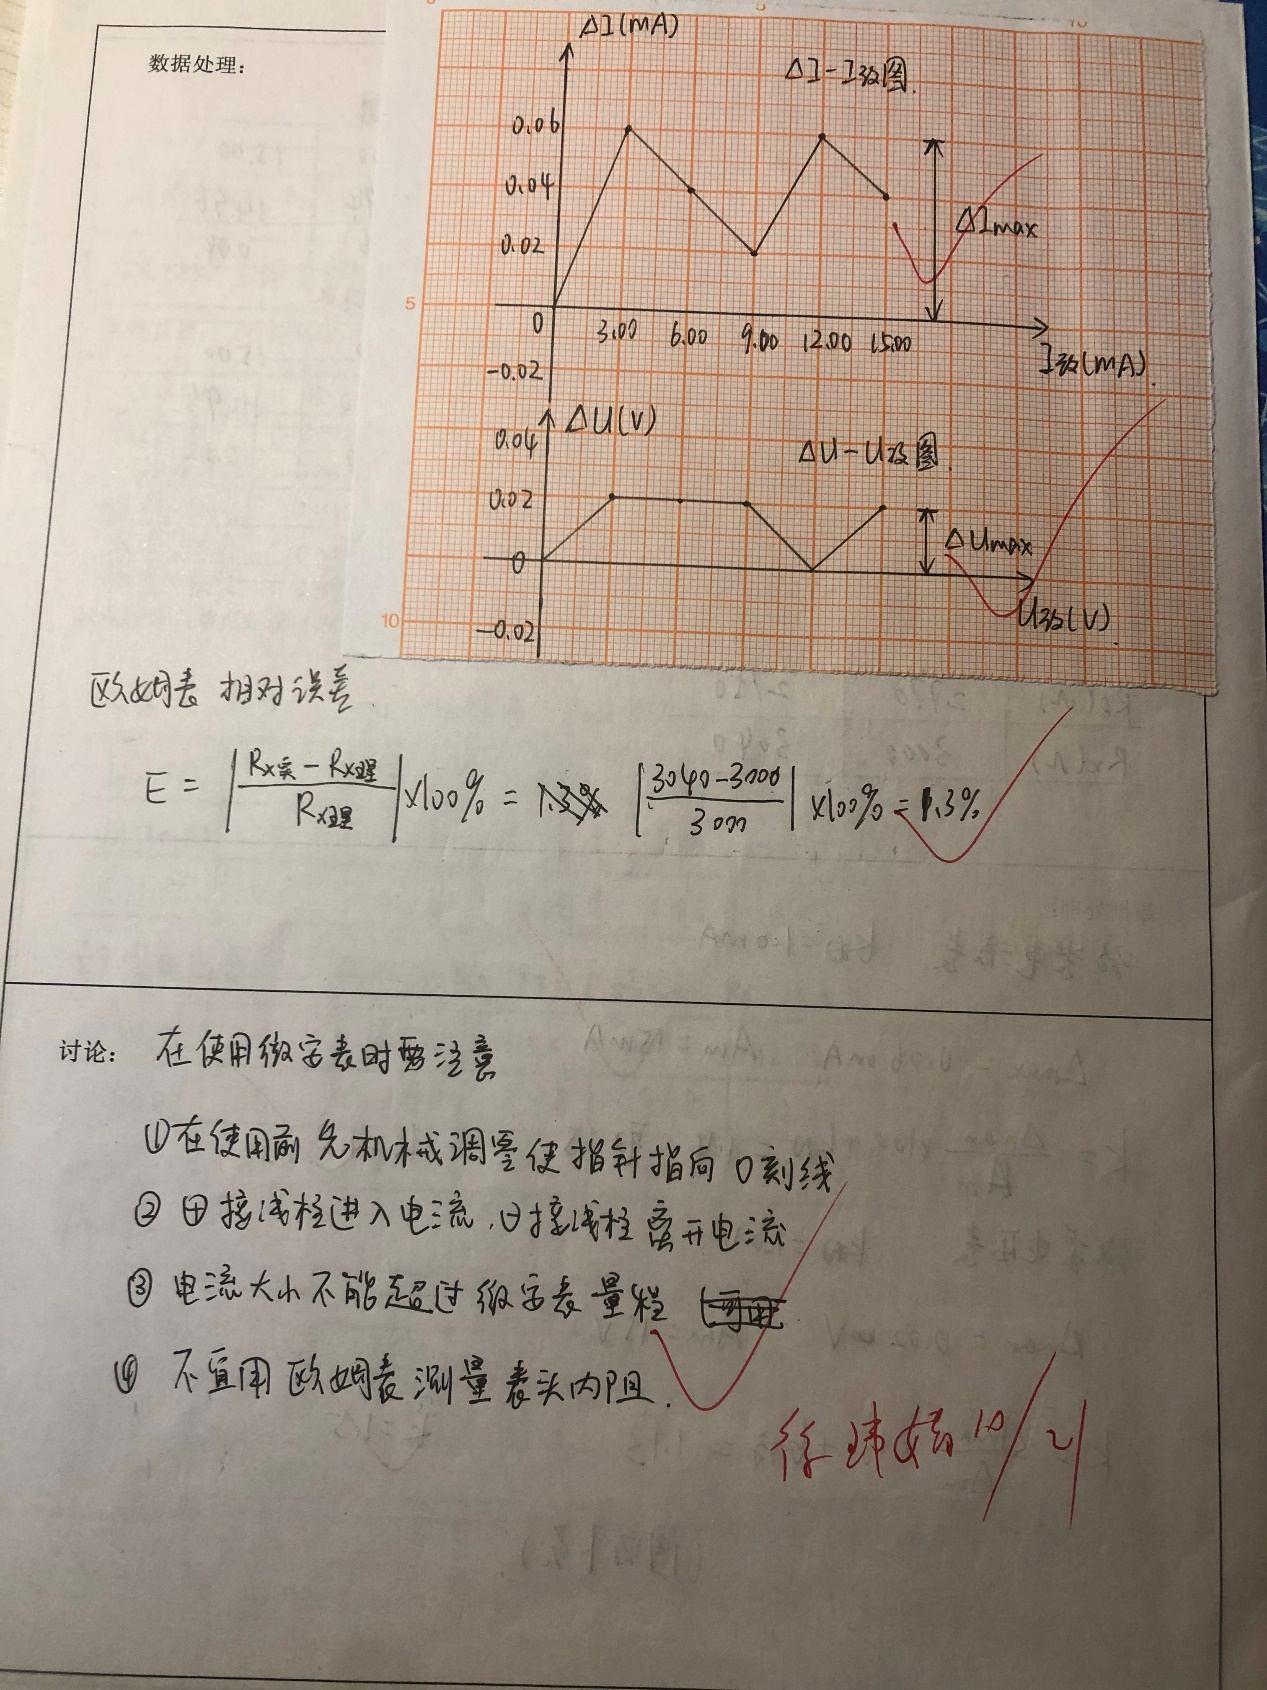 数据处理:
ΔI(mA)
ΔI-I改图.
0.06
0.04
0.02
0
-0.02
3.00 6.00 9.00 12.00 15.00
ΔImax
I改(mA).
5
10
ΔU(V)
ΔU-U改图.
0.04
0.02
0
-0.02
ΔUmax
U改(V).
欧姆表 相对误差
E = |Rx实 - Rx理 / Rx理| ×100% = |3040-3000 / 3000| ×100% = 1.3%
讨论: 在使用微安表时要注意
①在使用前 先机械调零使指针指向0刻线
② ⊕接线柱进入电流,⊖接线柱离开电流
③ 电流大小不能超过微安表量程
④ 不宜用欧姆表测量表头内阻.
10/21